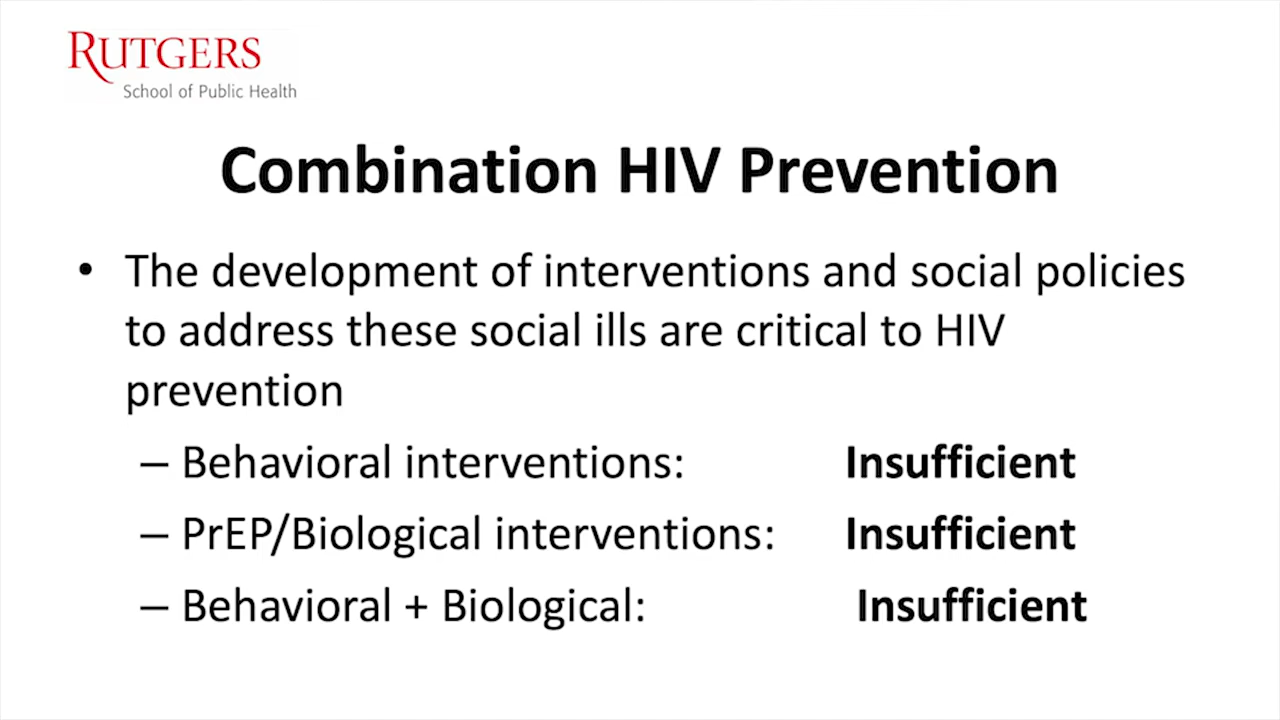 RUTGERS
School of Public Health
Combination HIV Prevention
• The development of interventions and social policies
to address these social ills are critical to HIV
prevention
– Behavioral interventions: Insufficient
– PrEP/Biological interventions: Insufficient
– Behavioral + Biological: Insufficient